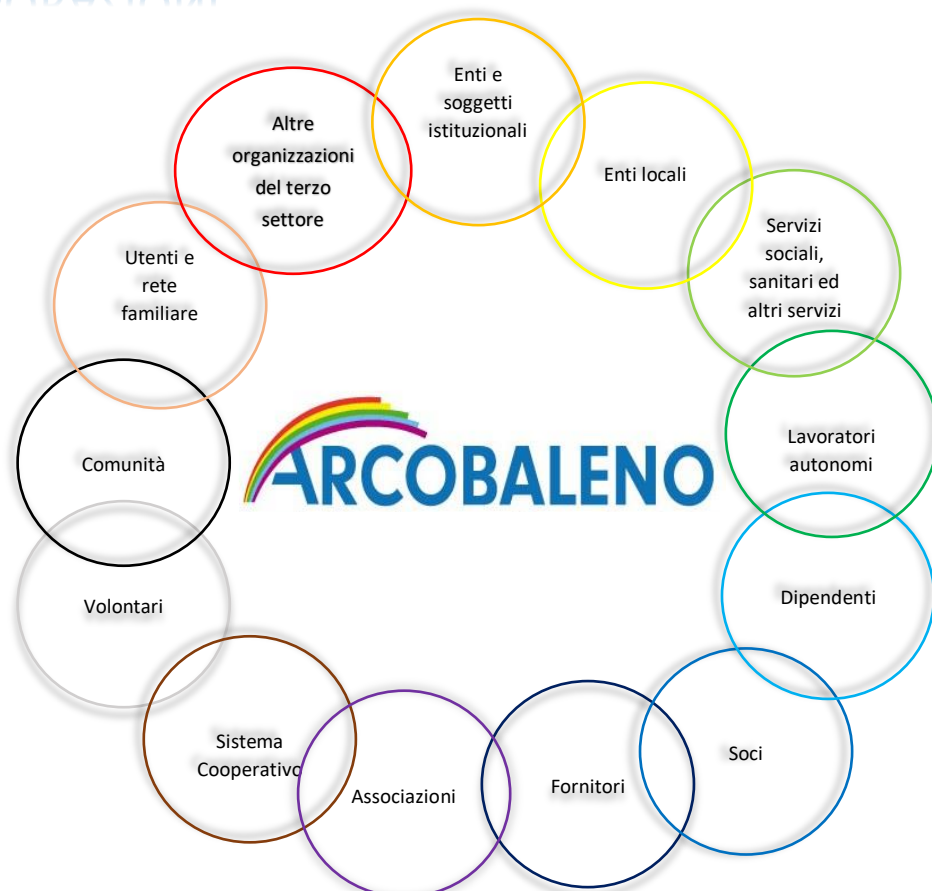 Enti e
soggetti
istituzionali
Altre
organizzazioni
del terzo
settore
Enti locali
Servizi
sociali,
sanitari ed
altri servizi
Utenti e
rete
familiare
Lavoratori
autonomi
Comunità
ARCOBALENO
Dipendenti
Volontari
Soci
Sistema
Cooperativo
Fornitori
Associazioni